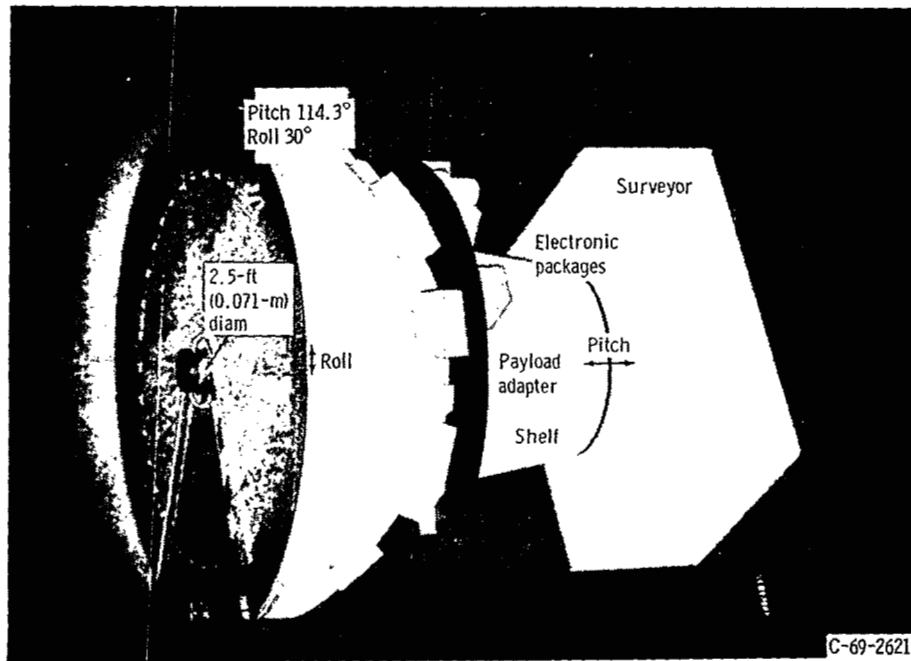 Pitch 114.3°
Roll 30°
Surveyor
Electronic
packages
2.5-ft
(0.071-m)
diam
Roll
Pitch
Payload
adapter
Shelf
C-69-2621